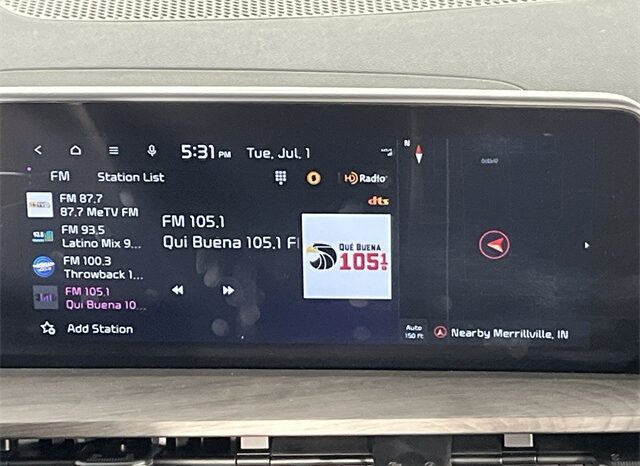 5:31 PM Tue, Jul, 1
N
FM Station List
HD Radio
dts
FM 87.7
87.7 MeTV FM
FM 93.5
Latino Mix 9...
FM 100.3
Throwback 1...
FM 105.1
Qui Buena 10...
Add Station
FM 105.1
Qui Buena 105.1 F
QUÉ BUENA
105.1
Auto
150 Ft
Nearby Merrillville, IN